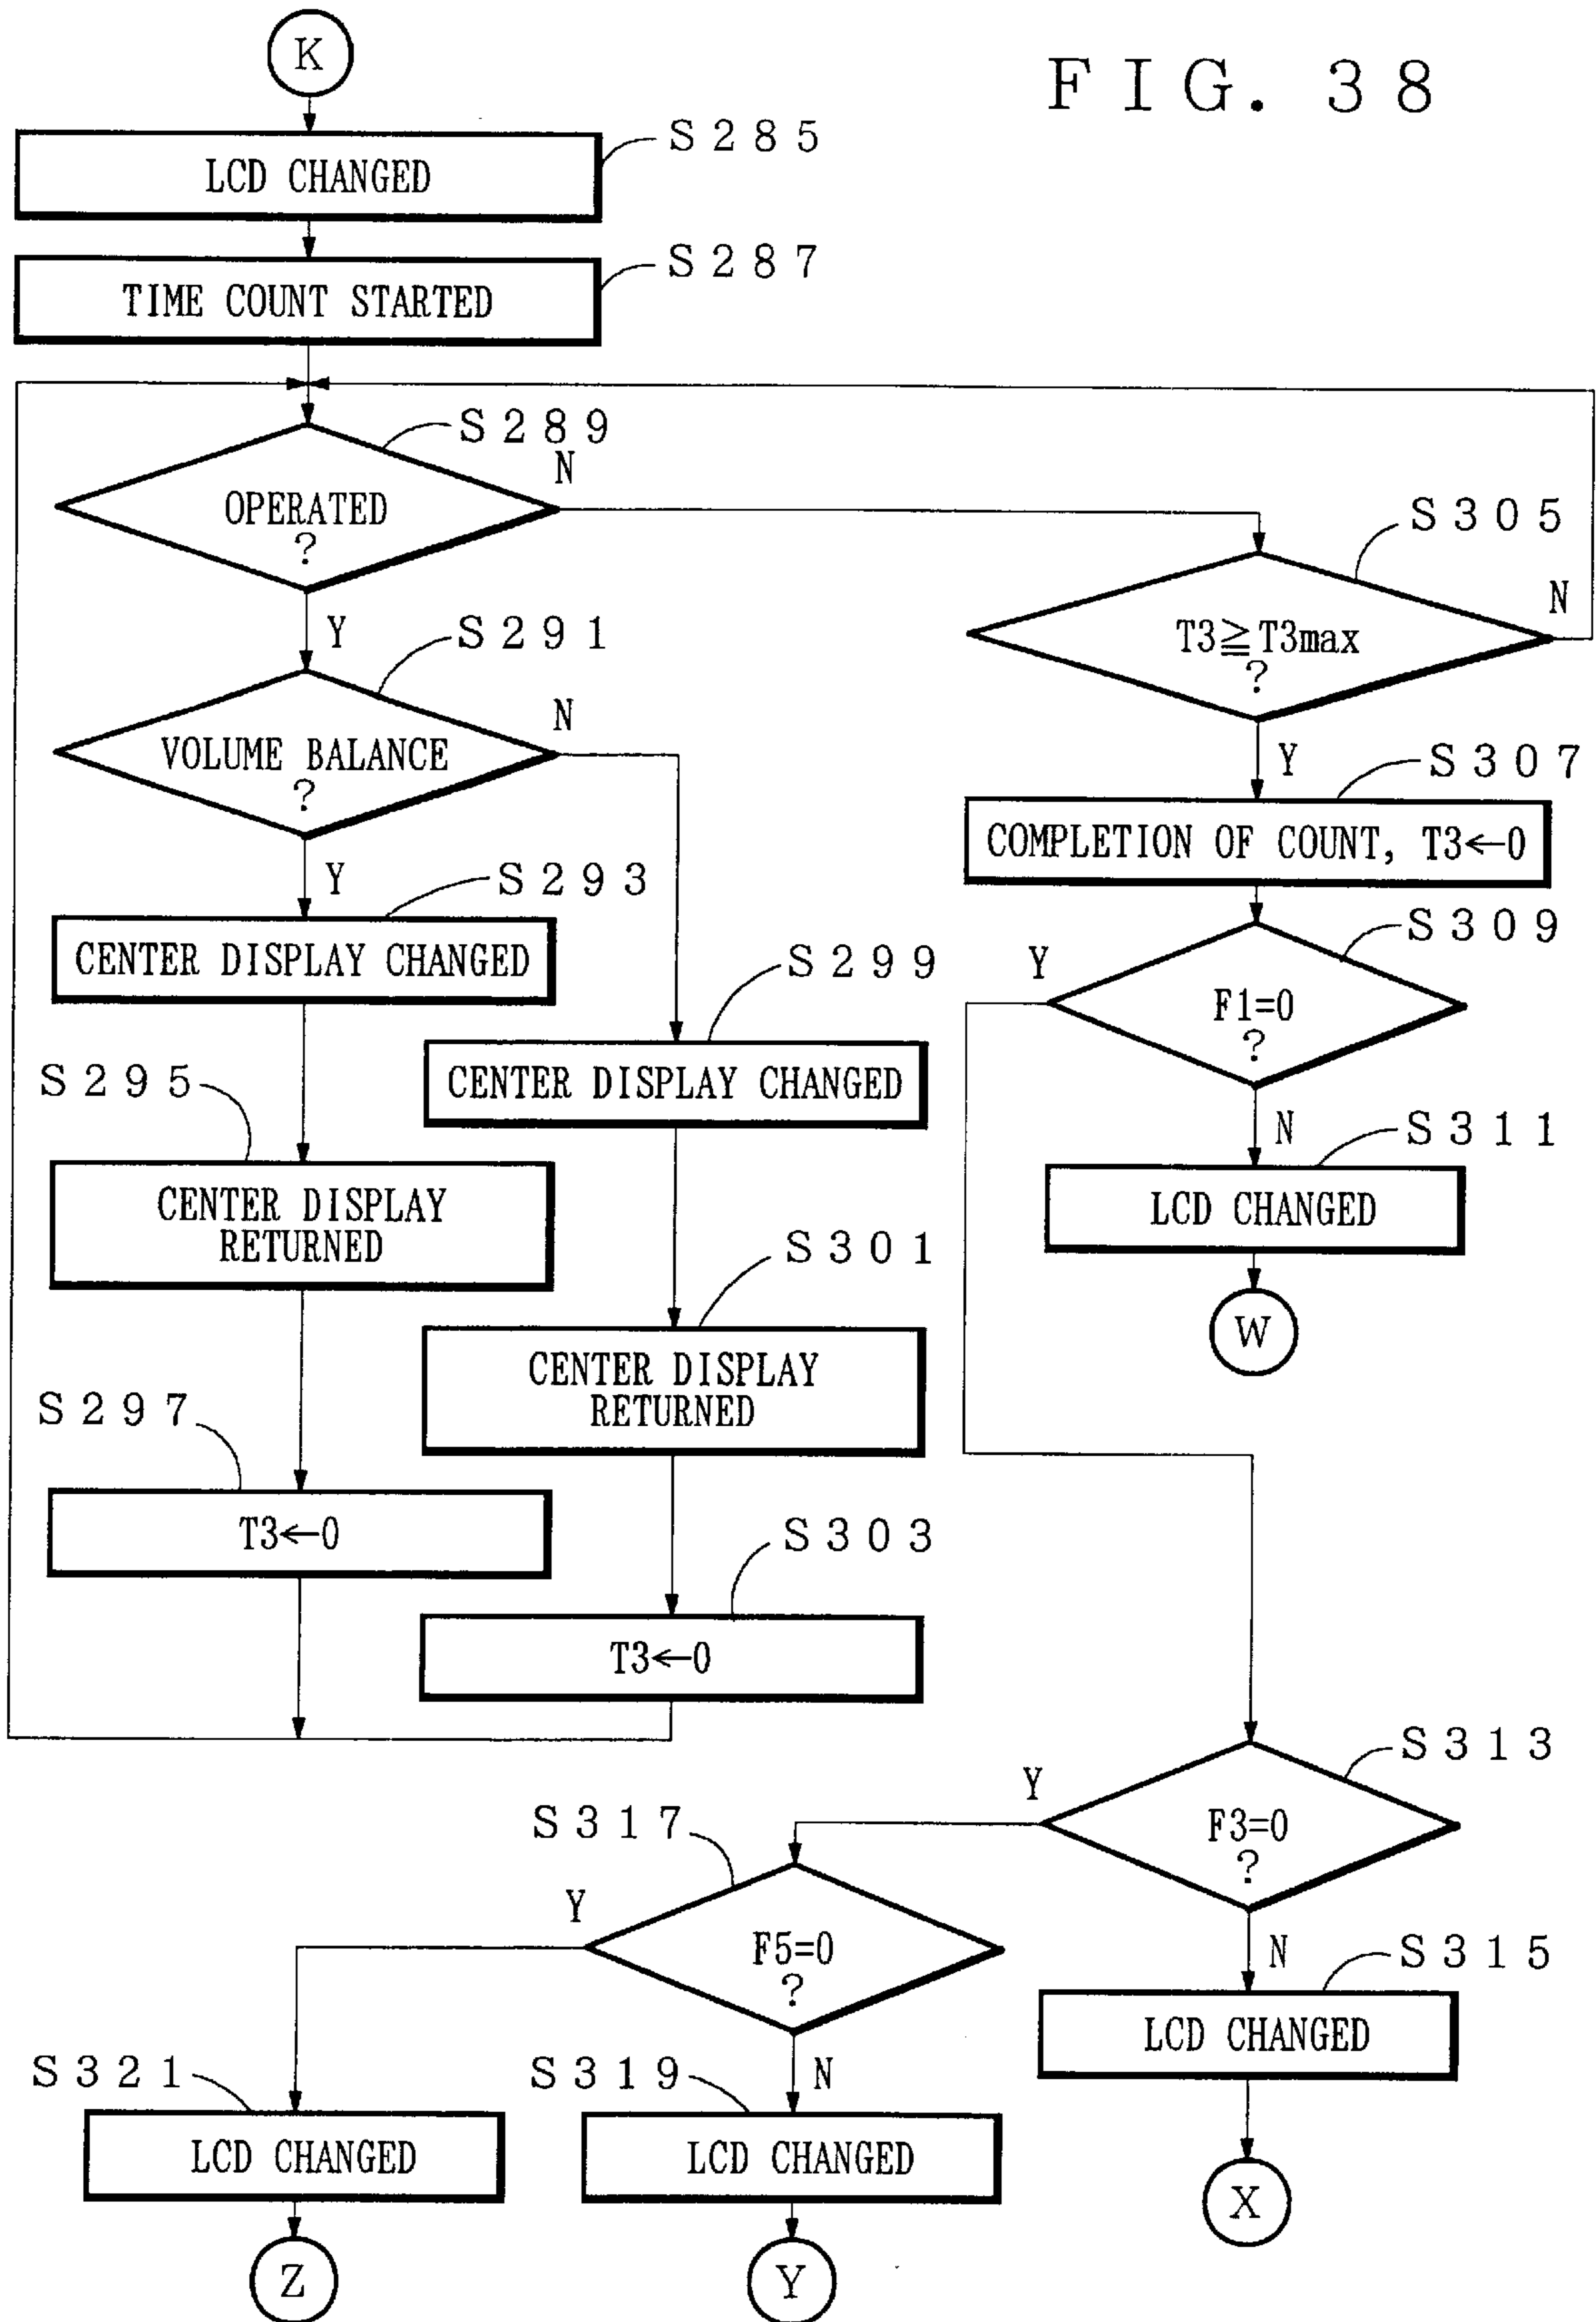 K
FIG. 38
S285
LCD CHANGED
S287
TIME COUNT STARTED
S289
N
OPERATED
?
Y
S305
N
T3≧T3max
?
Y
S291
N
VOLUME BALANCE
?
Y
S307
COMPLETION OF COUNT, T3←0
S293
CENTER DISPLAY CHANGED
S309
Y
F1=0
?
N
S299
CENTER DISPLAY CHANGED
S295
CENTER DISPLAY
RETURNED
S311
LCD CHANGED
W
S301
CENTER DISPLAY
RETURNED
S297
T3←0
S303
T3←0
S313
Y
F3=0
?
N
S317
Y
F5=0
?
N
S315
LCD CHANGED
X
S321
LCD CHANGED
Z
S319
LCD CHANGED
Y